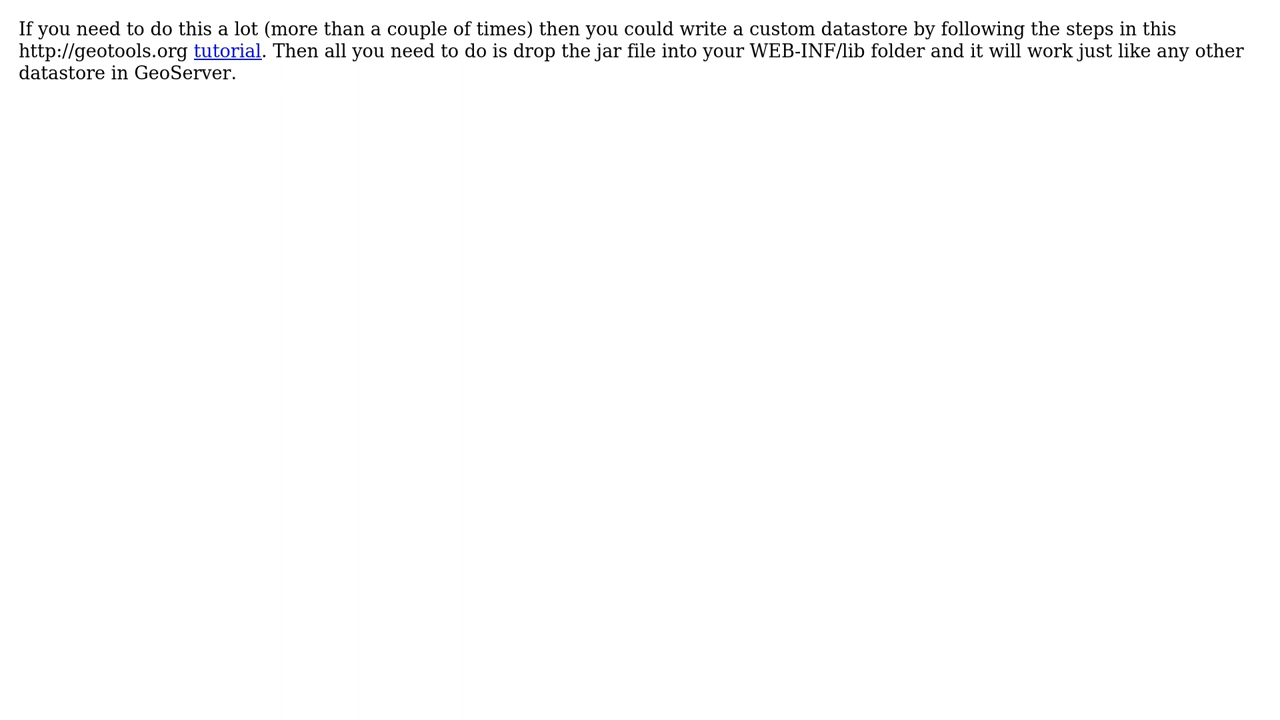 If you need to do this a lot (more than a couple of times) then you could write a custom datastore by following the steps in this
http://geotools.org tutorial. Then all you need to do is drop the jar file into your WEB-INF/lib folder and it will work just like any other
datastore in GeoServer.